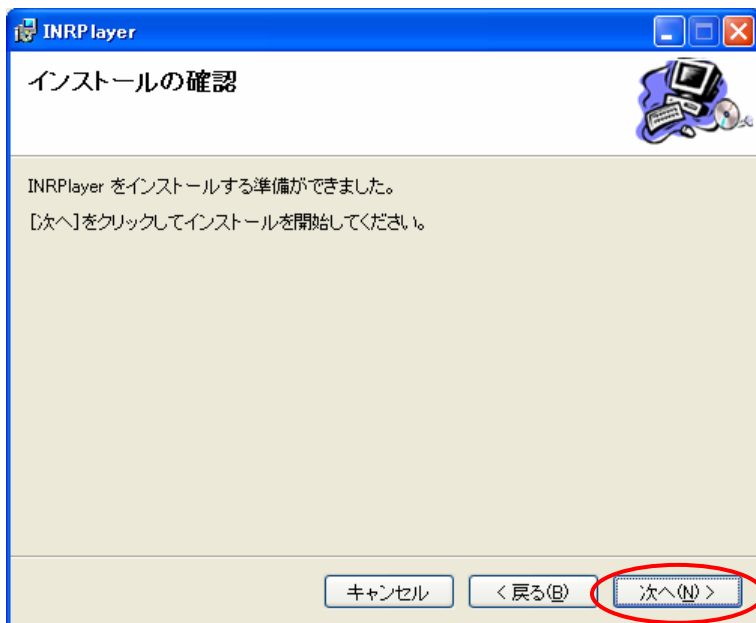 INRPlayer
インストールの確認
INRPlayer をインストールする準備ができました。
[次へ]をクリックしてインストールを開始してください。
キャンセル
< 戻る(B)
次へ(N) >